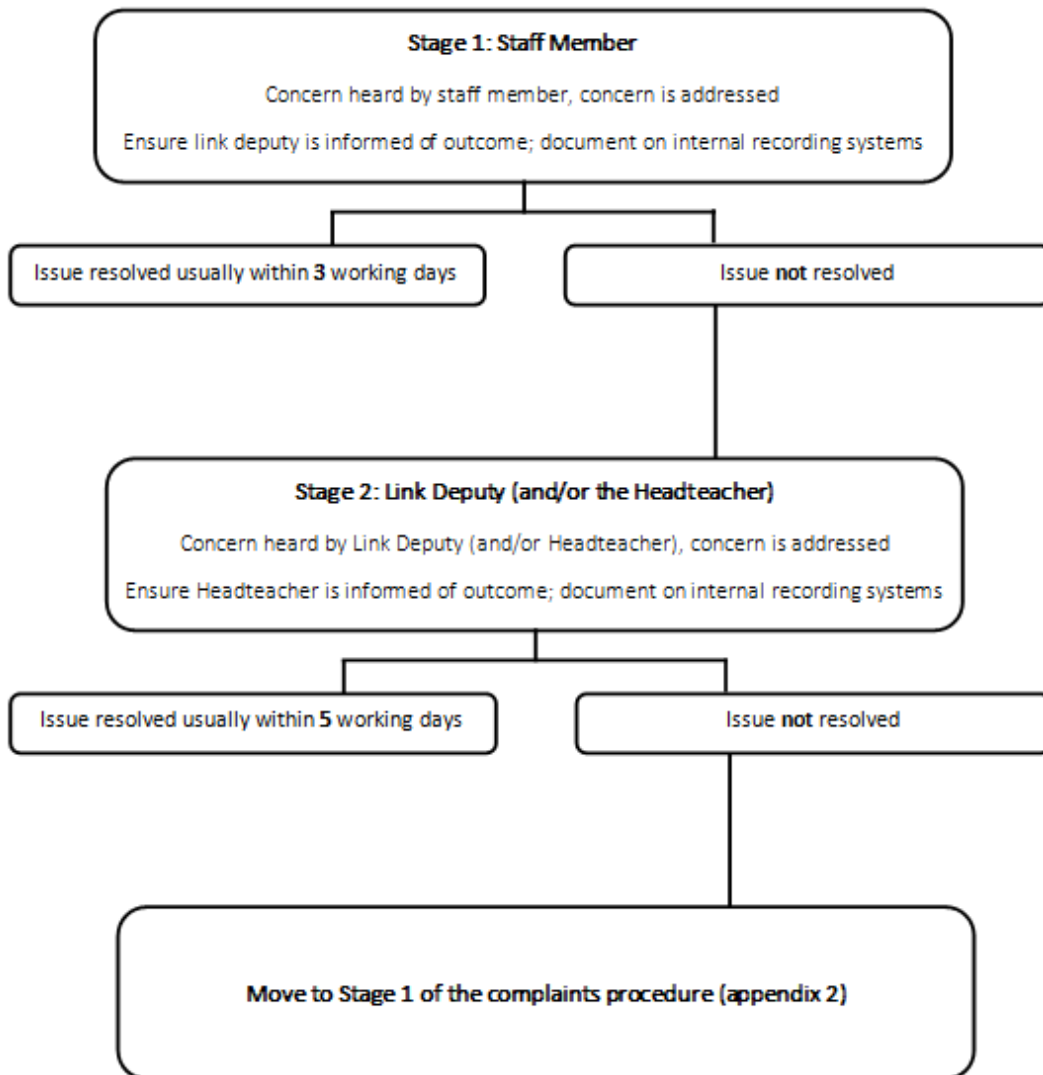 Stage 1: Staff Member
Concern heard by staff member, concern is addressed
Ensure link deputy is informed of outcome; document on internal recording systems
Issue resolved usually within 3 working days
Issue not resolved
Stage 2: Link Deputy (and/or the Headteacher)
Concern heard by Link Deputy (and/or Headteacher), concern is addressed
Ensure Headteacher is informed of outcome; document on internal recording systems
Issue resolved usually within 5 working days
Issue not resolved
Move to Stage 1 of the complaints procedure (appendix 2)